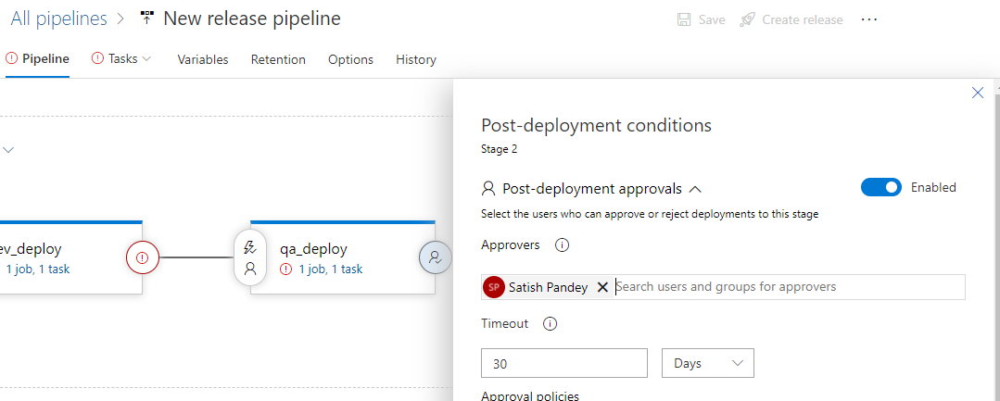 All pipelines > New release pipeline
Save Create release ...
Pipeline Tasks Variables Retention Options History
Post-deployment conditions
Stage 2
Post-deployment approvals
Enabled
Select the users who can approve or reject deployments to this stage
Approvers
SP Satish Pandey Search users and groups for approvers
Timeout
30 Days
Approval policies
ev_deploy
1 job, 1 task
qa_deploy
1 job, 1 task